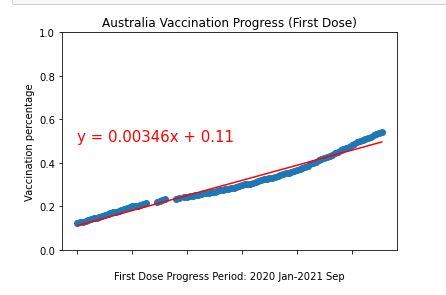 Australia Vaccination Progress (First Dose)
1.0
0.8
0.6
0.4
0.2
0.0
Vaccination percentage
y = 0.00346x + 0.11
First Dose Progress Period: 2020 Jan-2021 Sep